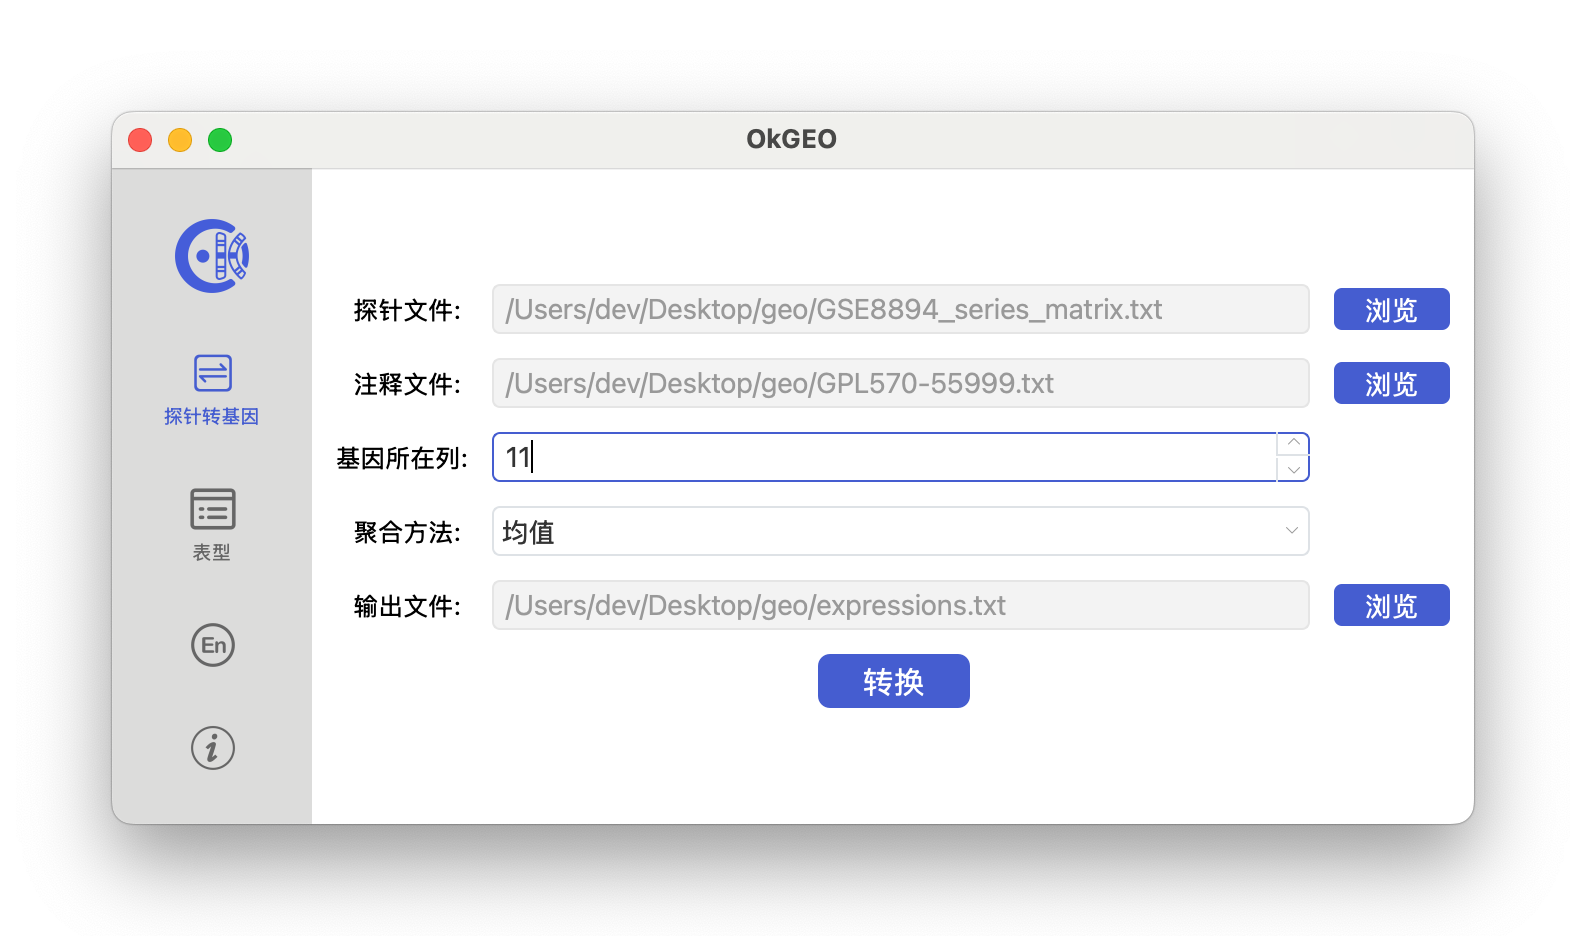 OkGEO
探针转基因
表型
En
i
探针文件: /Users/dev/Desktop/geo/GSE8894_series_matrix.txt 浏览
注释文件: /Users/dev/Desktop/geo/GPL570-55999.txt 浏览
基因所在列: 11
聚合方法: 均值
输出文件: /Users/dev/Desktop/geo/expressions.txt 浏览
转换